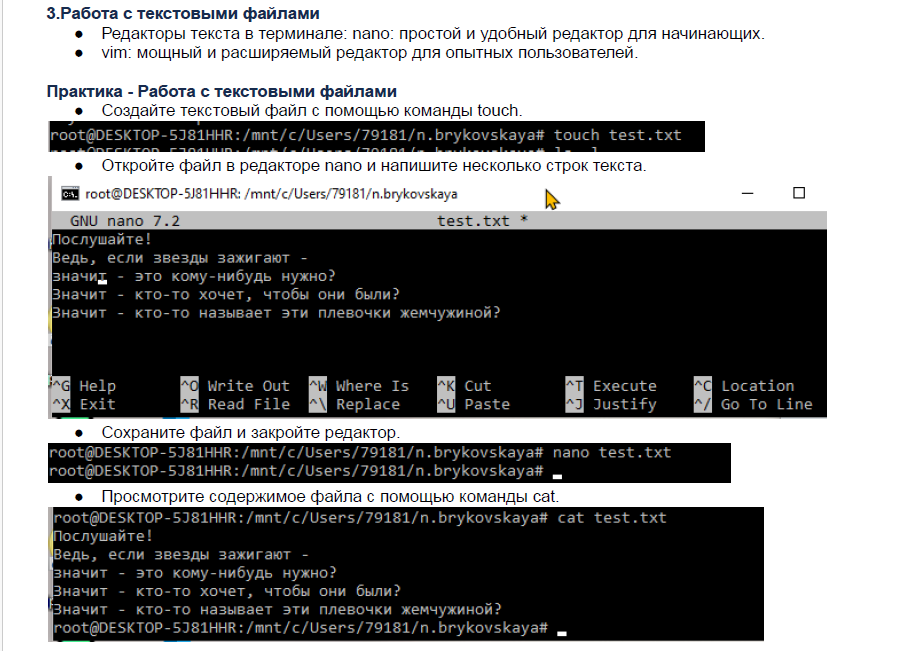 3.Работа с текстовыми файлами
● Редакторы текста в терминале: nano: простой и удобный редактор для начинающих.
● vim: мощный и расширяемый редактор для опытных пользователей.
Практика - Работа с текстовыми файлами
● Создайте текстовый файл с помощью команды touch.
root@DESKTOP-5J81HHR:/mnt/c/Users/79181/n.brykovskaya# touch test.txt
● Откройте файл в редакторе nano и напишите несколько строк текста.
root@DESKTOP-5J81HHR: /mnt/c/Users/79181/n.brykovskaya
GNU nano 7.2 test.txt *
Послушайте!
Ведь, если звезды зажигают -
значит - это кому-нибудь нужно?
Значит - кто-то хочет, чтобы они были?
Значит - кто-то называет эти плевочки жемчужиной?
^G Help ^O Write Out ^W Where Is ^K Cut ^T Execute ^C Location
^X Exit ^R Read File ^\ Replace ^U Paste ^J Justify ^/ Go To Line
● Сохраните файл и закройте редактор.
root@DESKTOP-5J81HHR:/mnt/c/Users/79181/n.brykovskaya# nano test.txt
root@DESKTOP-5J81HHR:/mnt/c/Users/79181/n.brykovskaya#
● Просмотрите содержимое файла с помощью команды cat.
root@DESKTOP-5J81HHR:/mnt/c/Users/79181/n.brykovskaya# cat test.txt
Послушайте!
Ведь, если звезды зажигают -
значит - это кому-нибудь нужно?
Значит - кто-то хочет, чтобы они были?
Значит - кто-то называет эти плевочки жемчужиной?
root@DESKTOP-5J81HHR:/mnt/c/Users/79181/n.brykovskaya#